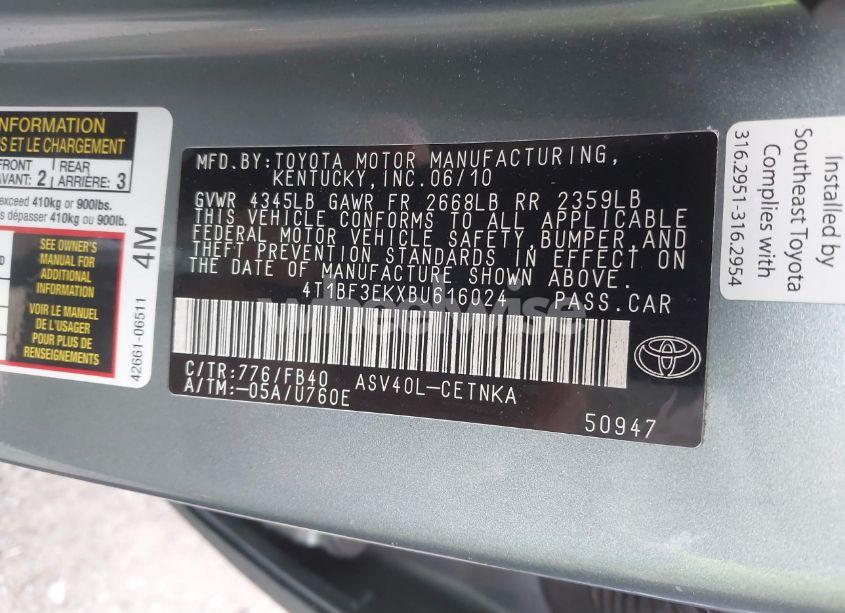 INFORMATION
S ET LE CHARGEMENT
FRONT
AVANT: 2
REAR
ARRIÈRE: 3
exceed 410kg or 900lb.
s dépasser 410kg ou 900lb.
SEE OWNER'S
MANUAL FOR
ADDITIONAL
INFORMATION
VOIR LE MANUEL
DE L'USAGER
POUR PLUS DE
RENSEIGNEMENTS
4M
42661-06511
MFD.BY:TOYOTA MOTOR MANUFACTURING,
KENTUCKY,INC.06/10
GVWR 4345LB GAWR FR 2668LB RR 2359LB
THIS VEHICLE CONFORMS TO ALL APPLICABLE
FEDERAL MOTOR VEHICLE SAFETY,BUMPER,AND
THEFT PREVENTION STANDARDS IN EFFECT ON
THE DATE OF MANUFACTURE SHOWN ABOVE.
4T1BF3EKXBU616024 PASS.CAR
wheelwise
C/TR:776/FB40 ASV40L-CETNKA
A/TM:-05A/U760E
50947
Installed by
Southeast Toyota
Complies with
316.2951-316.2954